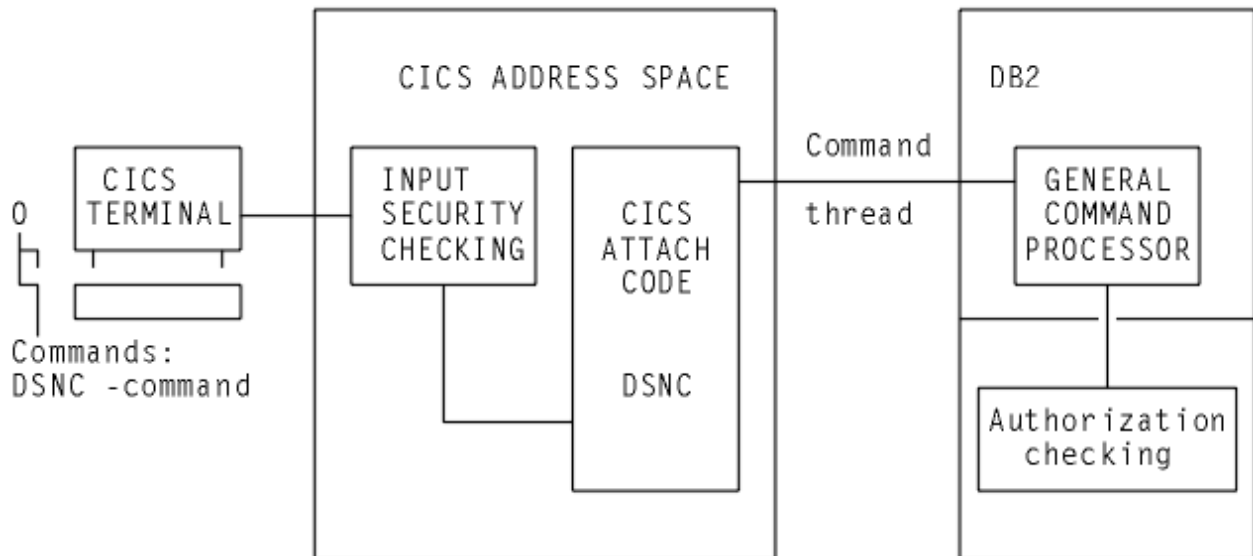 CICS ADDRESS SPACE
DB2
CICS
TERMINAL
O
Commands:
DSNC -command
INPUT
SECURITY
CHECKING
CICS
ATTACH
CODE
DSNC
Command
thread
GENERAL
COMMAND
PROCESSOR
Authorization
checking